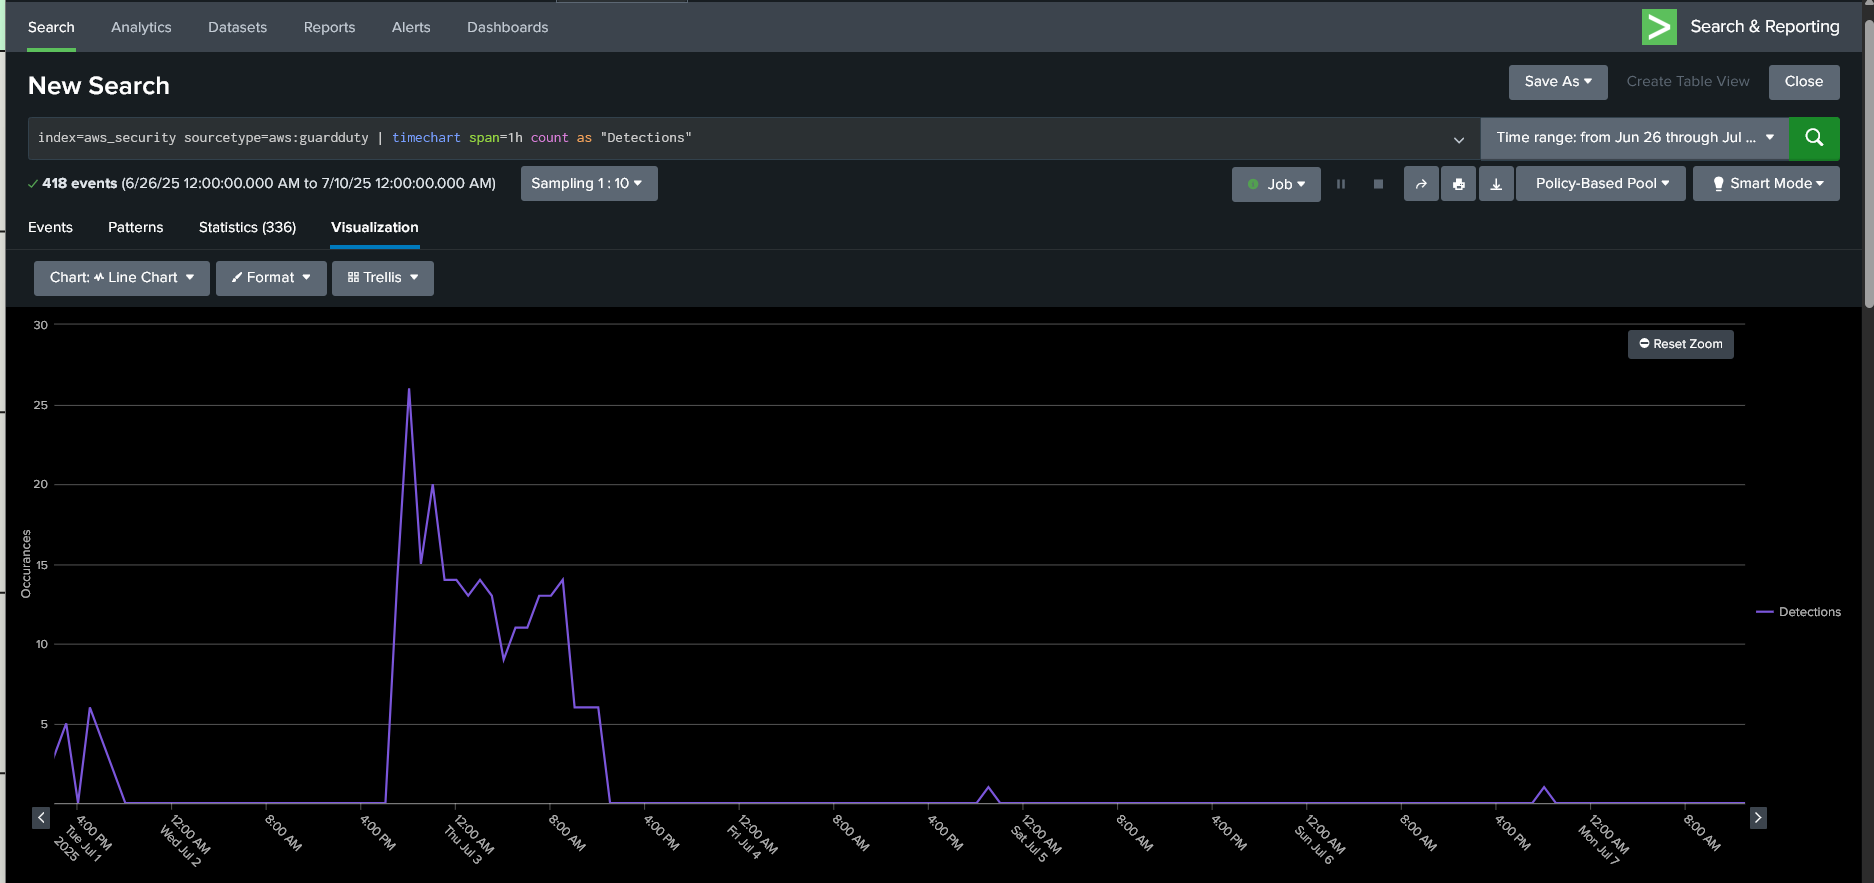 Search Analytics Datasets Reports Alerts Dashboards Search & Reporting
New Search Save As Create Table View Close
index=aws_security sourcetype=aws:guardduty | timechart span=1h count as "Detections" Time range: from Jun 26 through Jul ...
418 events (6/26/25 12:00:00.000 AM to 7/10/25 12:00:00.000 AM) Sampling 1 : 10 Job Policy-Based Pool Smart Mode
Events Patterns Statistics (336) Visualization
Chart: Line Chart Format Trellis
30
Reset Zoom
25
20
15
10
5
Occurances
Detections
4:00 PM
Tue Jul 1
2025
12:00 AM
Wed Jul 2
8:00 AM
4:00 PM
12:00 AM
Thu Jul 3
8:00 AM
4:00 PM
12:00 AM
Fri Jul 4
8:00 AM
4:00 PM
12:00 AM
Sat Jul 5
8:00 AM
4:00 PM
12:00 AM
Sun Jul 6
8:00 AM
4:00 PM
12:00 AM
Mon Jul 7
8:00 AM